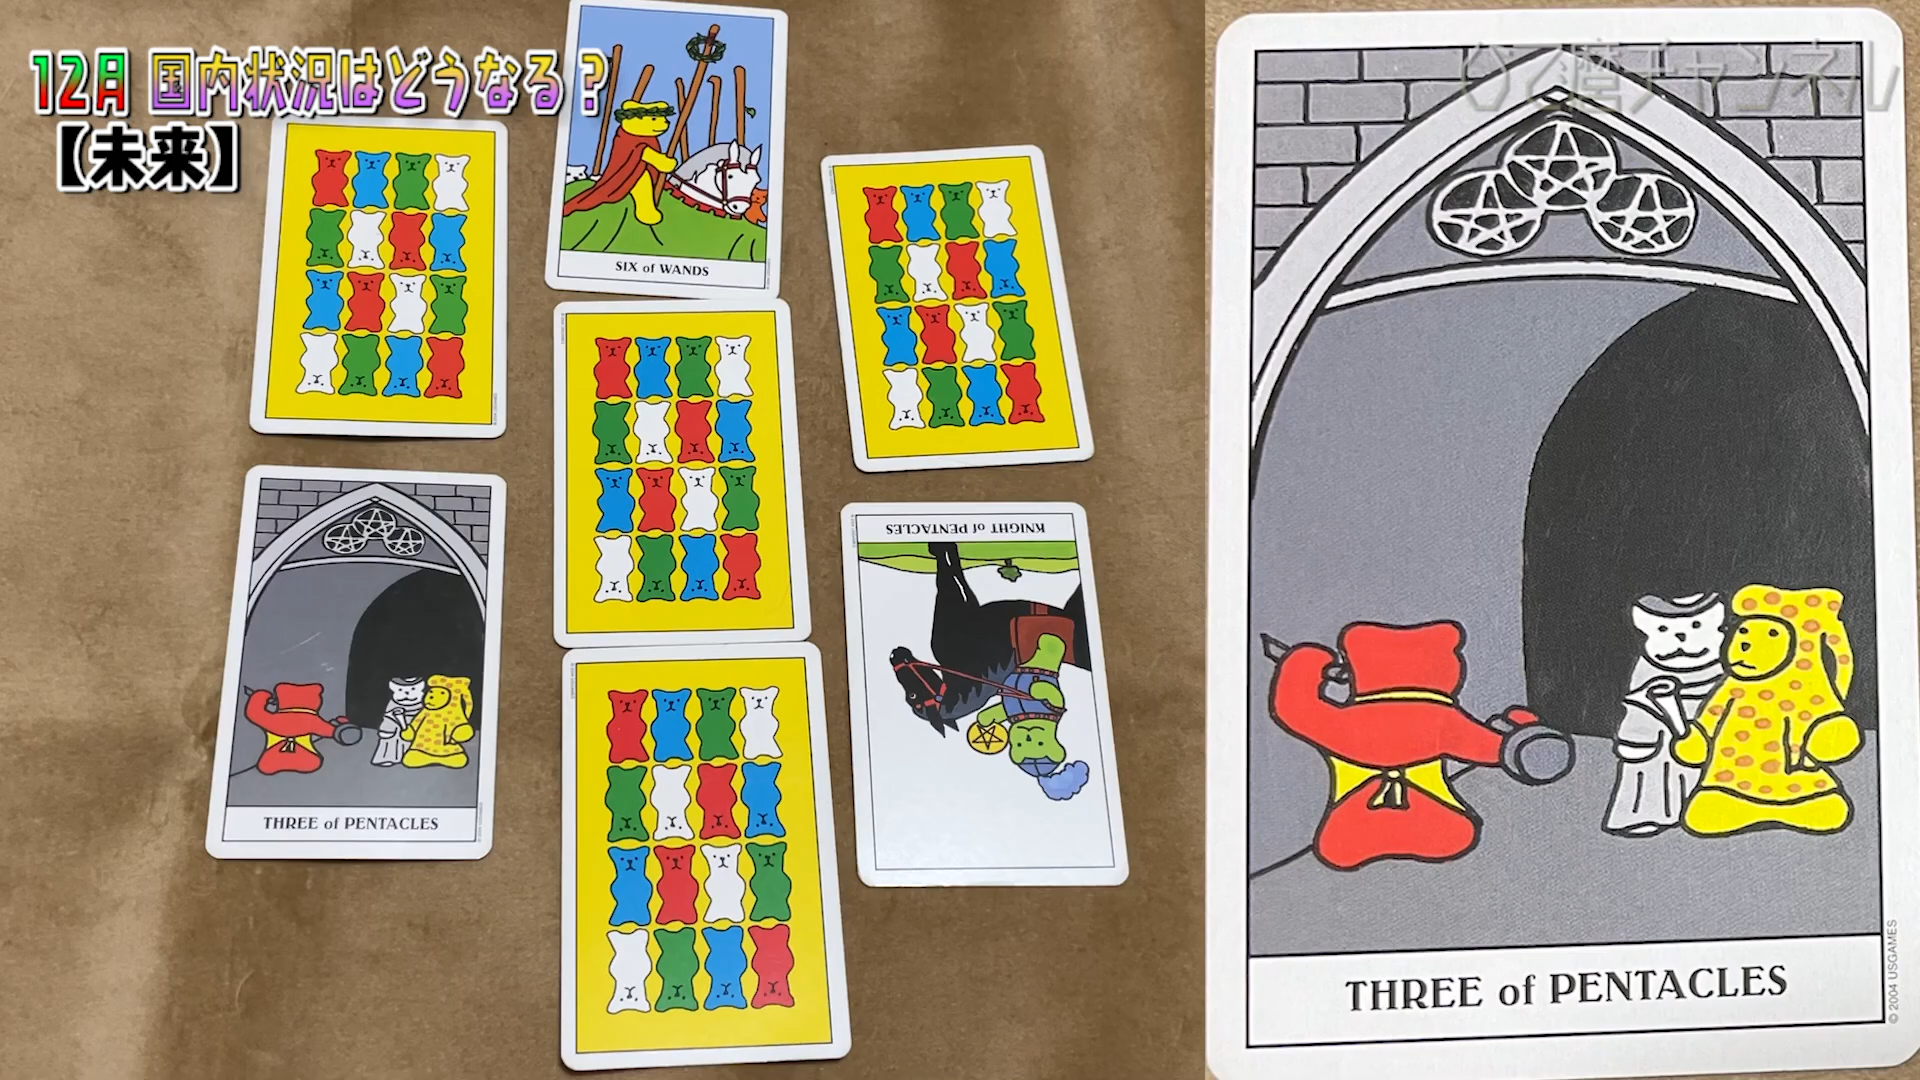 12月 国内状況はどうなる？
【未来】
SIX of WANDS
THREE of PENTACLES
KNIGHT of PENTACLES
THREE of PENTACLES
© 2004 USGAMES